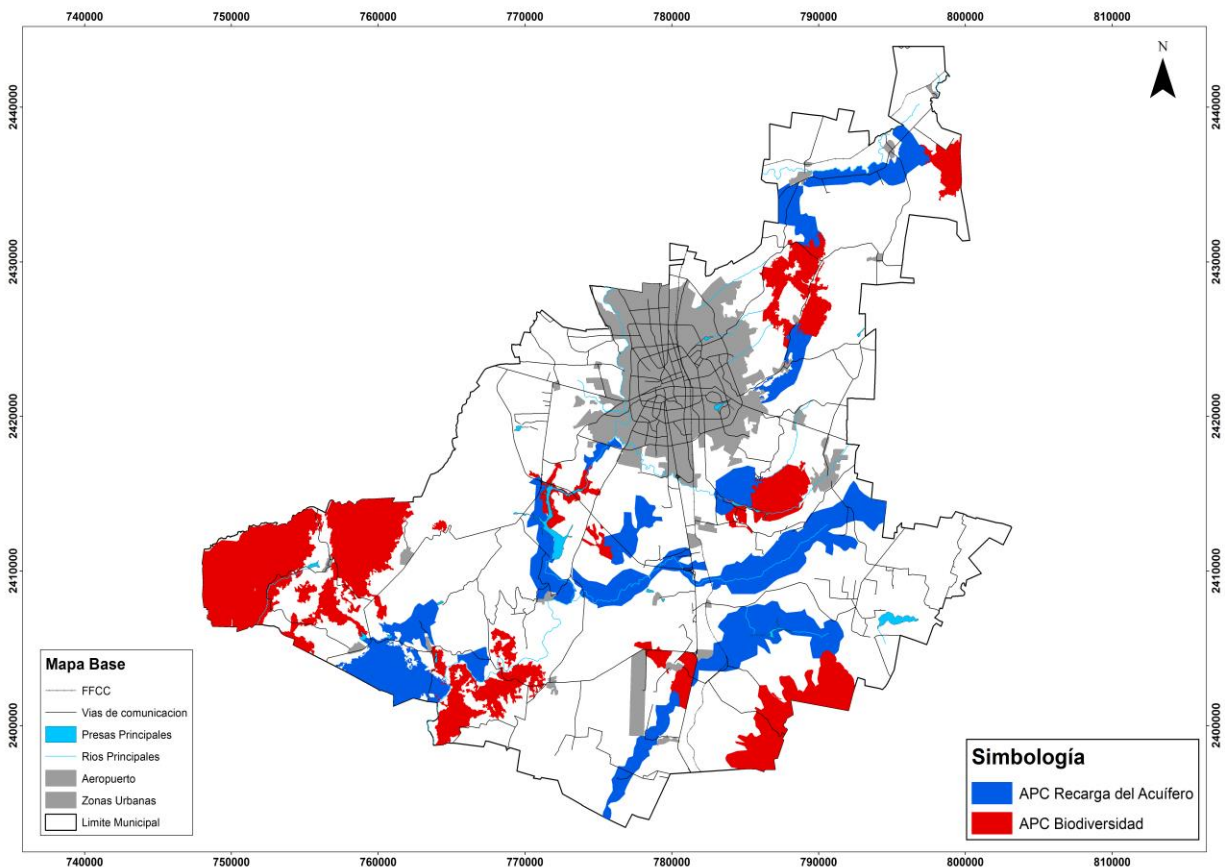 740000 750000 760000 770000 780000 790000 800000 810000
N
2440000 2440000
2430000 2430000
2420000 2420000
2410000 2410000
2400000 2400000
Mapa Base
FFCC
Vias de comunicacion
Presas Principales
Rios Principales
Aeropuerto
Zonas Urbanas
Limite Municipal
Simbología
APC Recarga del Acuífero
APC Biodiversidad
740000 750000 760000 770000 780000 790000 800000 810000